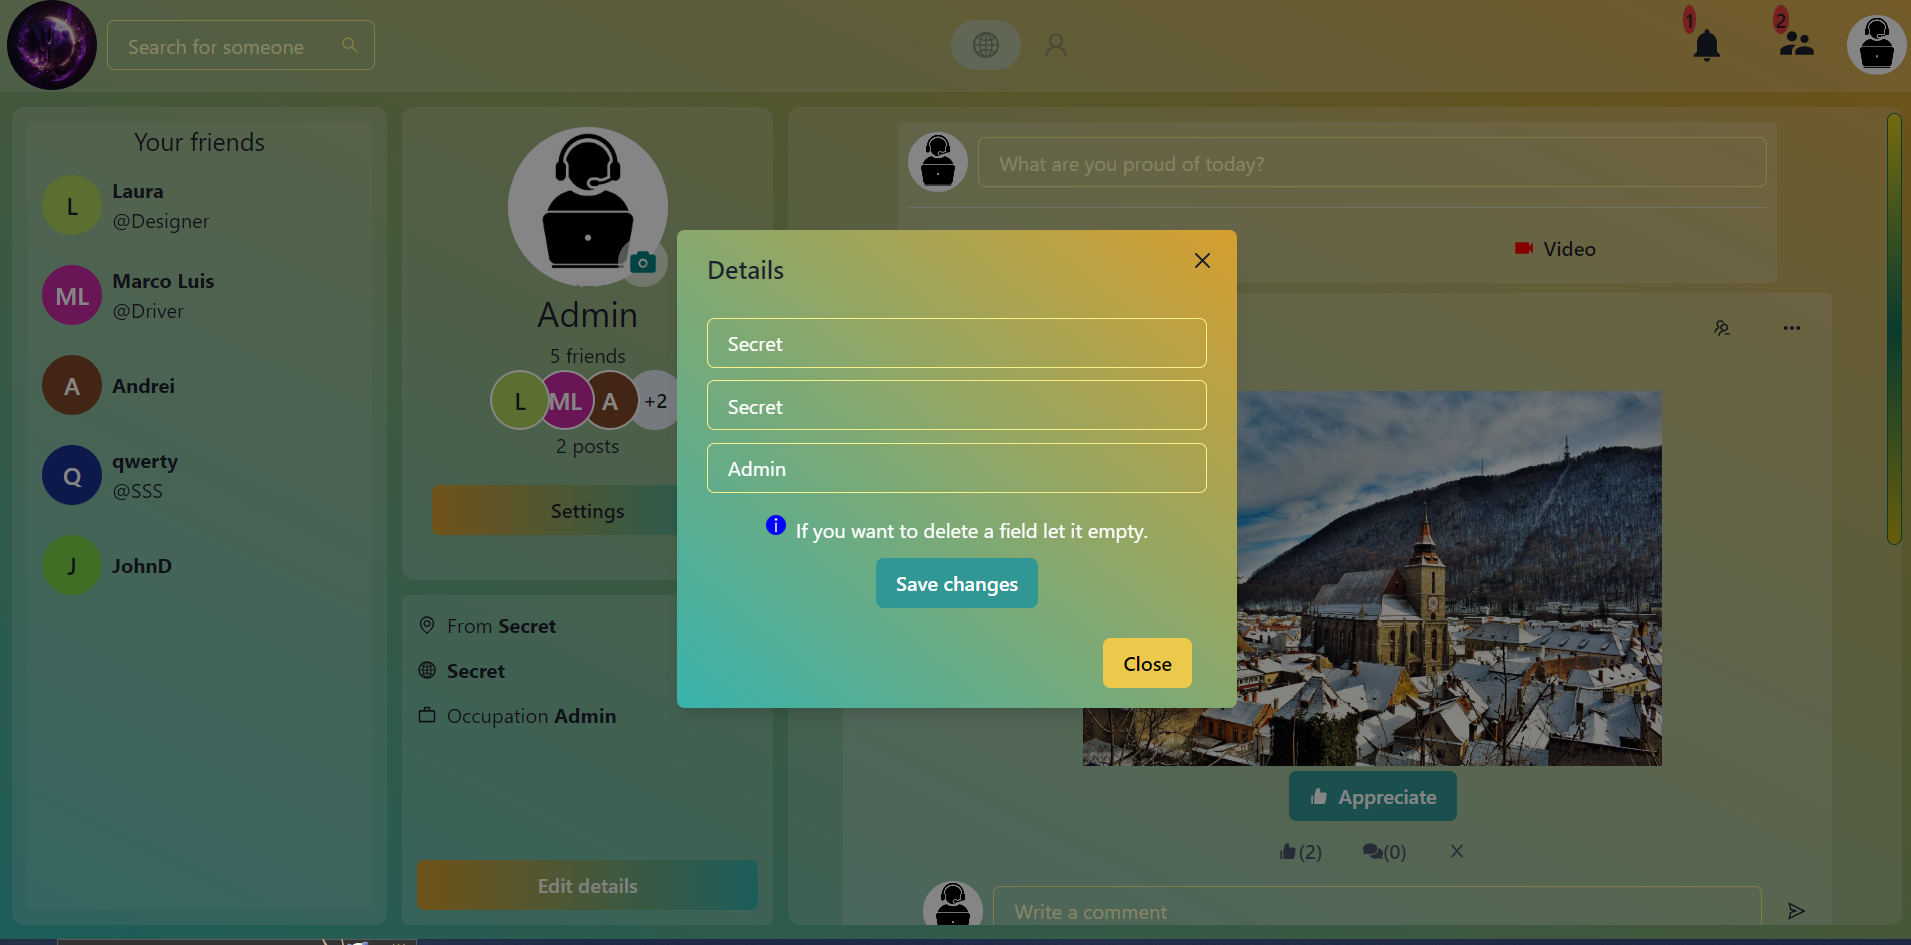 Search for someone
1
2
Your friends
L
Laura
@Designer
ML
Marco Luis
@Driver
A
Andrei
Q
qwerty
@SSS
J
JohnD
Admin
5 friends
L
ML
A
+2
2 posts
Settings
From Secret
Secret
Occupation Admin
Edit details
What are you proud of today?
Video
Details
Secret
Secret
Admin
If you want to delete a field let it empty.
Save changes
Close
Appreciate
(2)
(0)
Write a comment